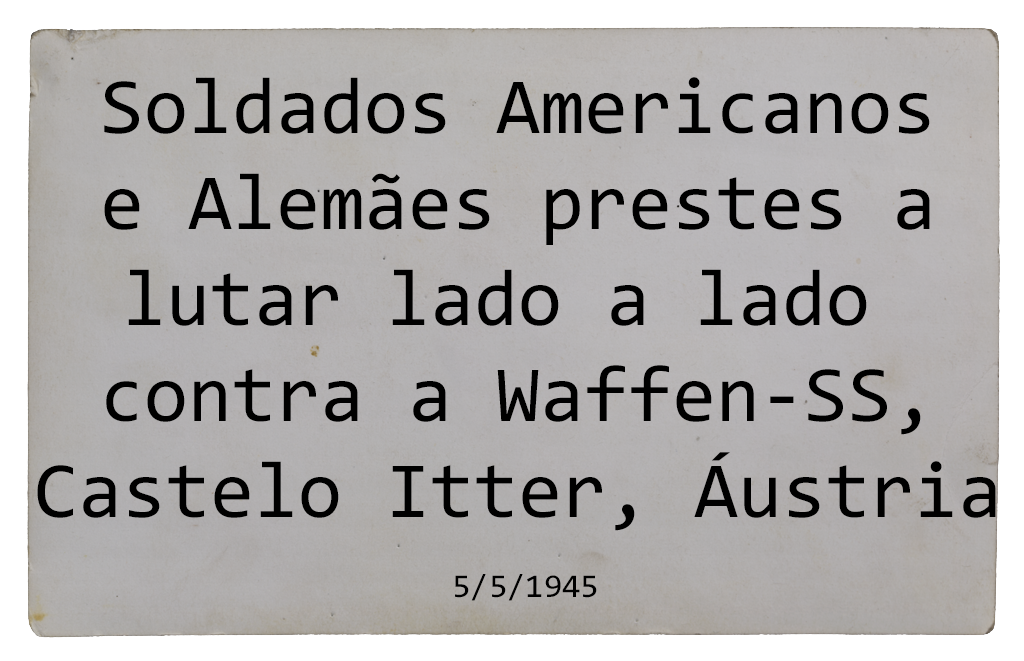 Soldados Americanos
e Alemães prestes a
lutar lado a lado
contra a Waffen-SS,
Castelo Itter, Áustria
5/5/1945